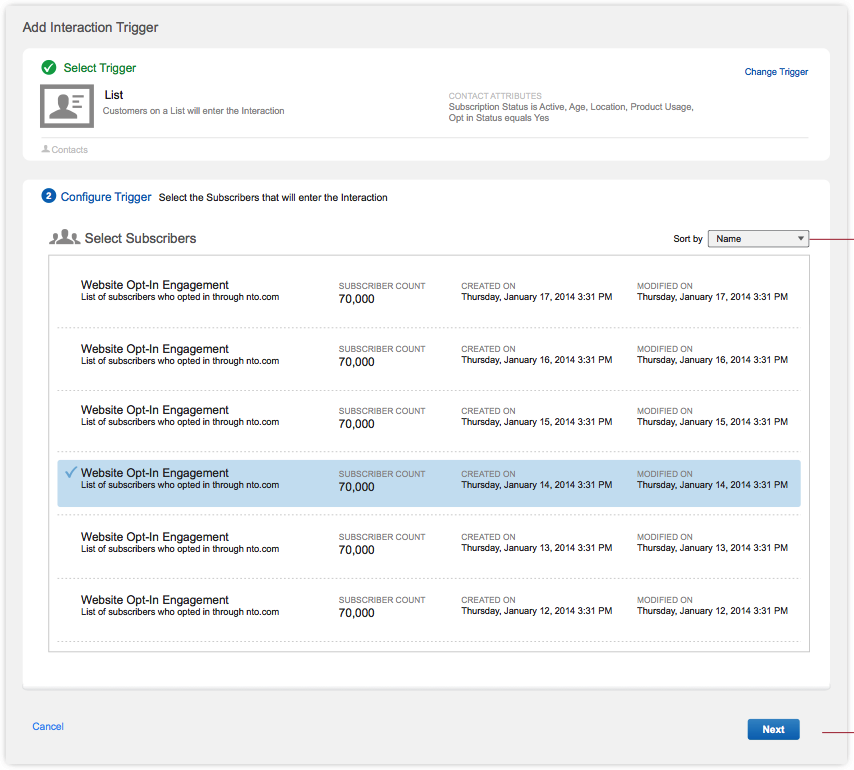 Add Interaction Trigger
Select Trigger
Change Trigger
List
Customers on a List will enter the Interaction
CONTACT ATTRIBUTES
Subscription Status is Active, Age, Location, Product Usage,
Opt in Status equals Yes
Contacts
2 Configure Trigger Select the Subscribers that will enter the Interaction
Select Subscribers
Sort by Name
Website Opt-In Engagement
List of subscribers who opted in through nto.com
SUBSCRIBER COUNT
70,000
CREATED ON
Thursday, January 17, 2014 3:31 PM
MODIFIED ON
Thursday, January 17, 2014 3:31 PM
Website Opt-In Engagement
List of subscribers who opted in through nto.com
SUBSCRIBER COUNT
70,000
CREATED ON
Thursday, January 16, 2014 3:31 PM
MODIFIED ON
Thursday, January 16, 2014 3:31 PM
Website Opt-In Engagement
List of subscribers who opted in through nto.com
SUBSCRIBER COUNT
70,000
CREATED ON
Thursday, January 15, 2014 3:31 PM
MODIFIED ON
Thursday, January 15, 2014 3:31 PM
Website Opt-In Engagement
List of subscribers who opted in through nto.com
SUBSCRIBER COUNT
70,000
CREATED ON
Thursday, January 14, 2014 3:31 PM
MODIFIED ON
Thursday, January 14, 2014 3:31 PM
Website Opt-In Engagement
List of subscribers who opted in through nto.com
SUBSCRIBER COUNT
70,000
CREATED ON
Thursday, January 13, 2014 3:31 PM
MODIFIED ON
Thursday, January 13, 2014 3:31 PM
Website Opt-In Engagement
List of subscribers who opted in through nto.com
SUBSCRIBER COUNT
70,000
CREATED ON
Thursday, January 12, 2014 3:31 PM
MODIFIED ON
Thursday, January 12, 2014 3:31 PM
Cancel
Next